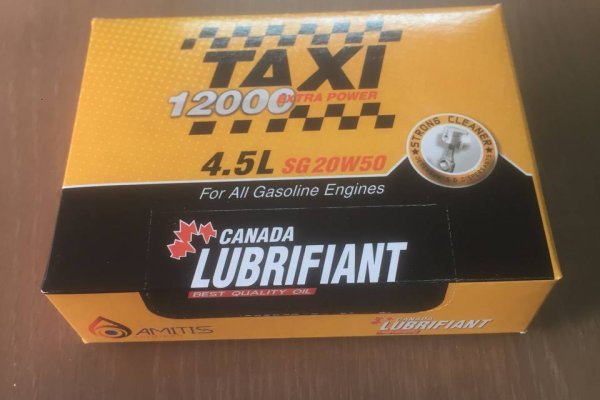 TAXI
12000 EXTRA POWER
4.5L SG 20W50
For All Gasoline Engines
STRONG CLEANER
CANADA
LUBRIFIANT
BEST QUALITY OIL
AMITIS
LUBRIFIANT